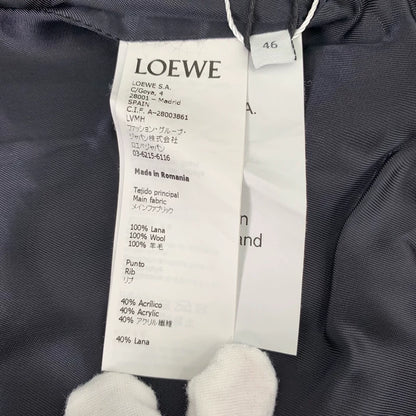 LOEWE
LOEWE S.A.
C/Goya, 4
28001 – Madrid
SPAIN
C.I.F. A-28003861
LVMH
ファッション・グループ・
ジャパン株式会社
ロエベジャパン
03-6215-6116
Made in Romania
Tejido principal
Main fabric
メインファブリック
100% Lana
100% Wool
100% 羊毛
Punto
Rib
リブ
40% Acrílico
40% Acrylic
40% アクリル繊維
40% Lana
46
A.
n
and